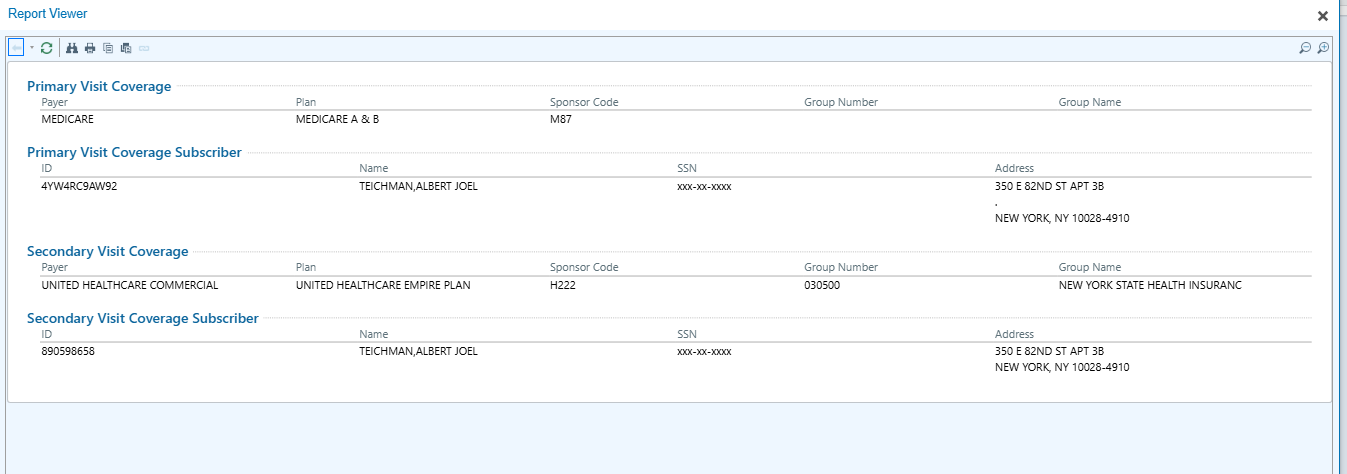 Report Viewer
Primary Visit Coverage
Payer Plan Sponsor Code Group Number Group Name
MEDICARE MEDICARE A & B M87
Primary Visit Coverage Subscriber
ID Name SSN Address
4YW4RC9AW92 TEICHMAN,ALBERT JOEL xxx-xx-xxxx 350 E 82ND ST APT 3B
.
NEW YORK, NY 10028-4910
Secondary Visit Coverage
Payer Plan Sponsor Code Group Number Group Name
UNITED HEALTHCARE COMMERCIAL UNITED HEALTHCARE EMPIRE PLAN H222 030500 NEW YORK STATE HEALTH INSURANC
Secondary Visit Coverage Subscriber
ID Name SSN Address
890598658 TEICHMAN,ALBERT JOEL xxx-xx-xxxx 350 E 82ND ST APT 3B
NEW YORK, NY 10028-4910